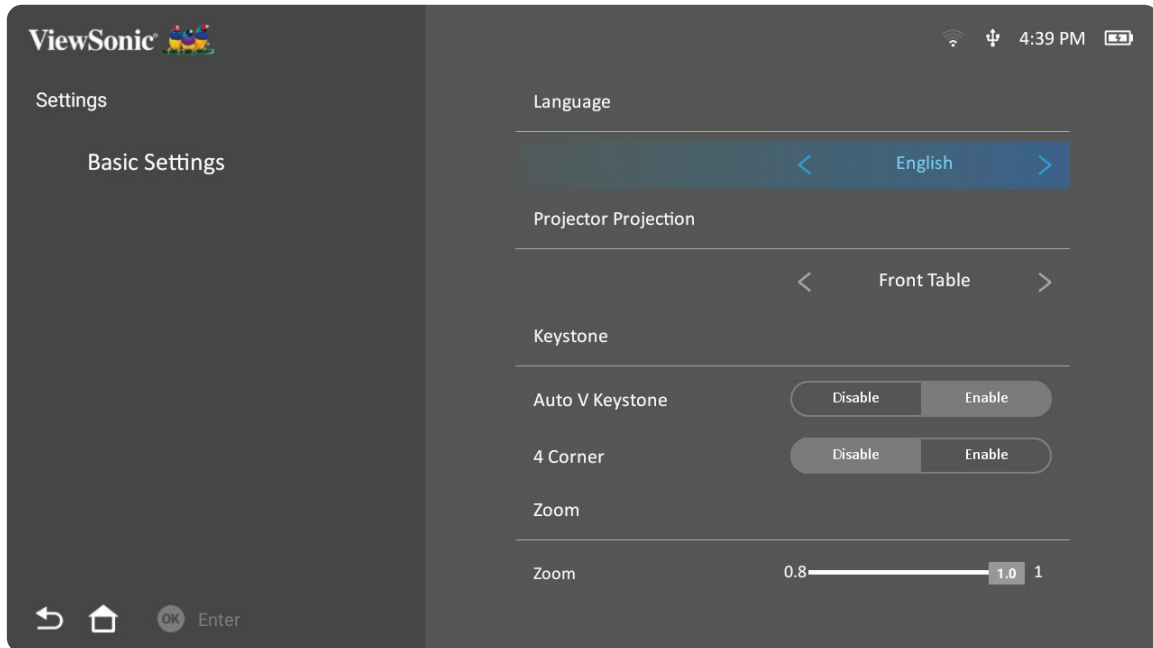 ViewSonic
4:39 PM
Settings
Basic Settings
Language
< English >
Projector Projection
< Front Table >
Keystone
Auto V Keystone Disable Enable
4 Corner Disable Enable
Zoom
Zoom 0.8 1.0 1
OK Enter